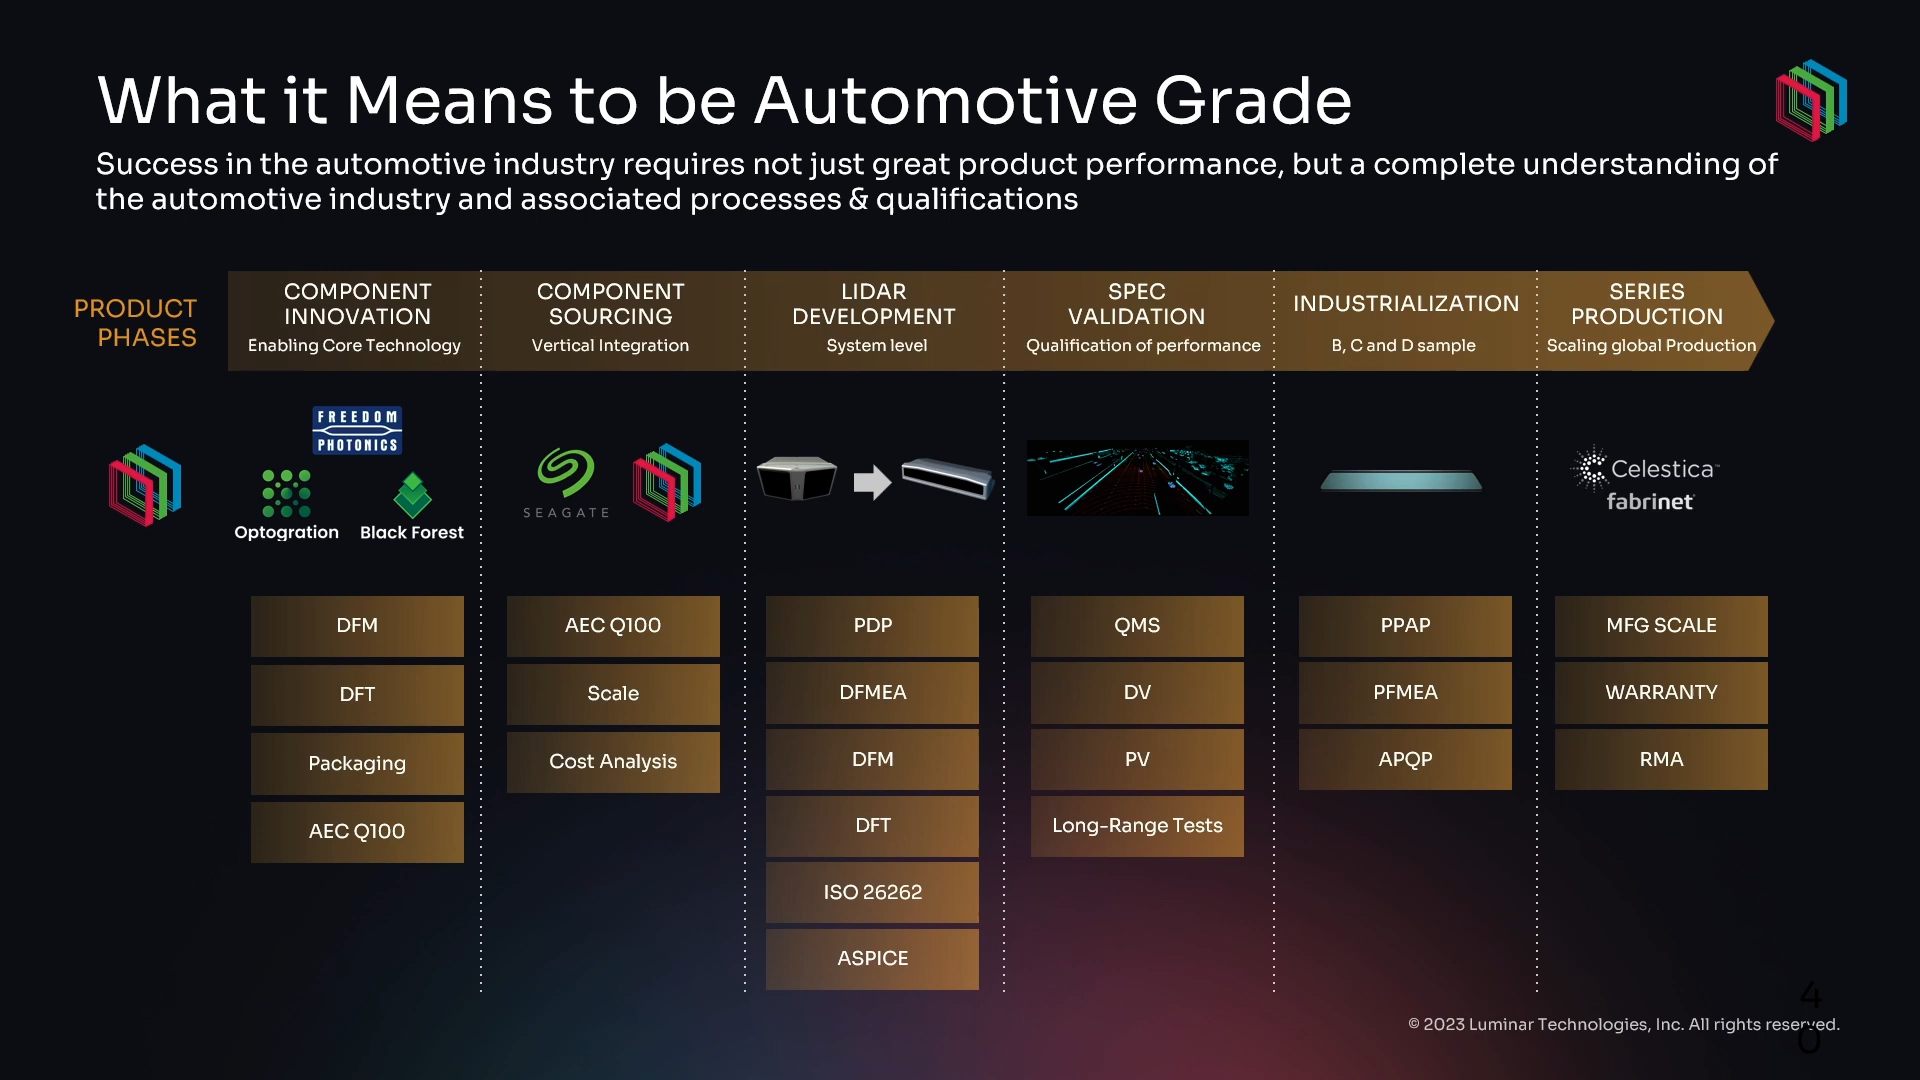 What it Means to be Automotive Grade
Success in the automotive industry requires not just great product performance, but a complete understanding of
the automotive industry and associated processes & qualifications
PRODUCT
PHASES
COMPONENT
INNOVATION
Enabling Core Technology
COMPONENT
SOURCING
Vertical Integration
LIDAR
DEVELOPMENT
System level
SPEC
VALIDATION
Qualification of performance
INDUSTRIALIZATION
B, C and D sample
SERIES
PRODUCTION
Scaling global Production
FREEDOM
PHOTONICS
Optogration
Black Forest
SEAGATE
Celestica
fabrinet
DFM
DFT
Packaging
AEC Q100
AEC Q100
Scale
Cost Analysis
PDP
DFMEA
DFM
DFT
ISO 26262
ASPICE
QMS
DV
PV
Long-Range Tests
PPAP
PFMEA
APQP
MFG SCALE
WARRANTY
RMA
4
0
© 2023 Luminar Technologies, Inc. All rights reserved.